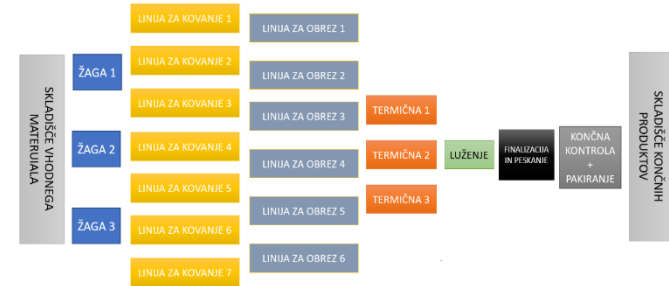 SKLADIŠČE VHODNEGA
MATERIJALA
ŽAGA 1
ŽAGA 2
ŽAGA 3
LINIJA ZA KOVANJE 1
LINIJA ZA KOVANJE 2
LINIJA ZA KOVANJE 3
LINIJA ZA KOVANJE 4
LINIJA ZA KOVANJE 5
LINIJA ZA KOVANJE 6
LINIJA ZA KOVANJE 7
LINIJA ZA OBREZ 1
LINIJA ZA OBREZ 2
LINIJA ZA OBREZ 3
LINIJA ZA OBREZ 4
LINIJA ZA OBREZ 5
LINIJA ZA OBREZ 6
TERMIČNA 1
TERMIČNA 2
TERMIČNA 3
LUŽENJE
FINALIZACIJA
IN PESKANJE
KONČNA
KONTROLA
+
PAKIRANJE
SKLADIŠČE KONČNIH
PRODUKTOV